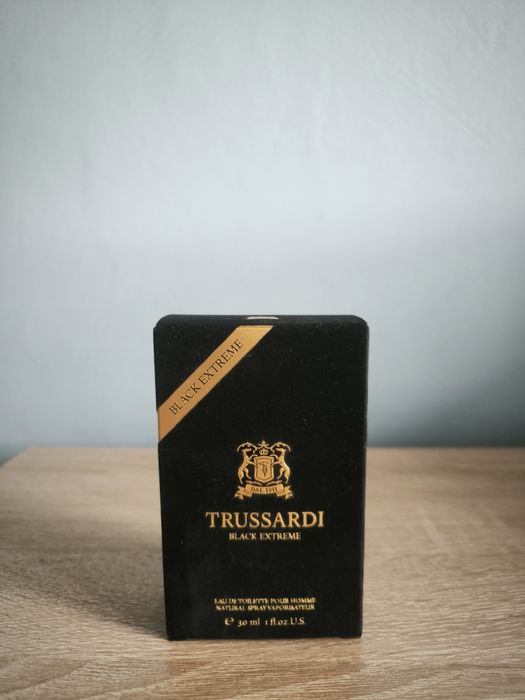 BLACK EXTREME
DAL 1911
TRUSSARDI
BLACK EXTREME
EAU DE TOILETTE POUR HOMME
NATURAL SPRAY VAPORISATEUR
℮ 30 ml 1 fl.oz U.S.